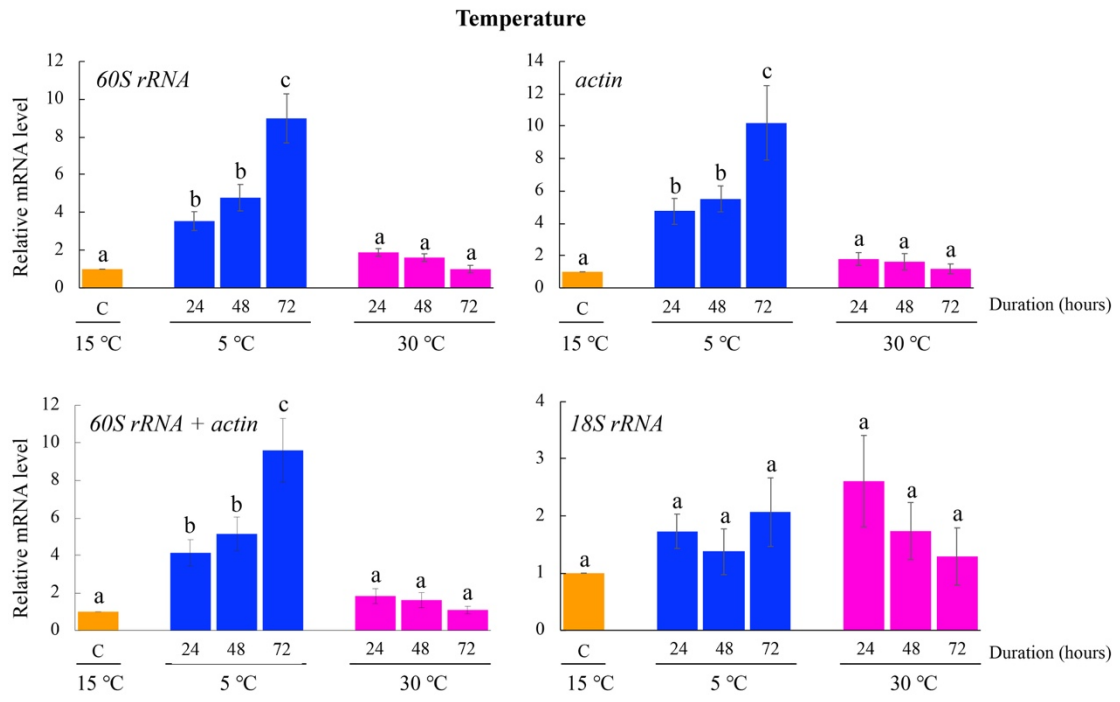 Temperature
60S rRNA
Relative mRNA level
12
10
8
6
4
2
0
a
b
b
c
a
a
a
C
24
48
72
24
48
72
15 °C
5 °C
30 °C
actin
14
12
10
8
6
4
2
0
a
b
b
c
a
a
a
C
24
48
72
24
48
72
Duration (hours)
15 °C
5 °C
30 °C
60S rRNA + actin
Relative mRNA level
12
10
8
6
4
2
0
a
b
b
c
a
a
a
C
24
48
72
24
48
72
15 °C
5 °C
30 °C
18S rRNA
4
3
2
1
0
a
a
a
a
a
a
a
C
24
48
72
24
48
72
Duration (hours)
15 °C
5 °C
30 °C